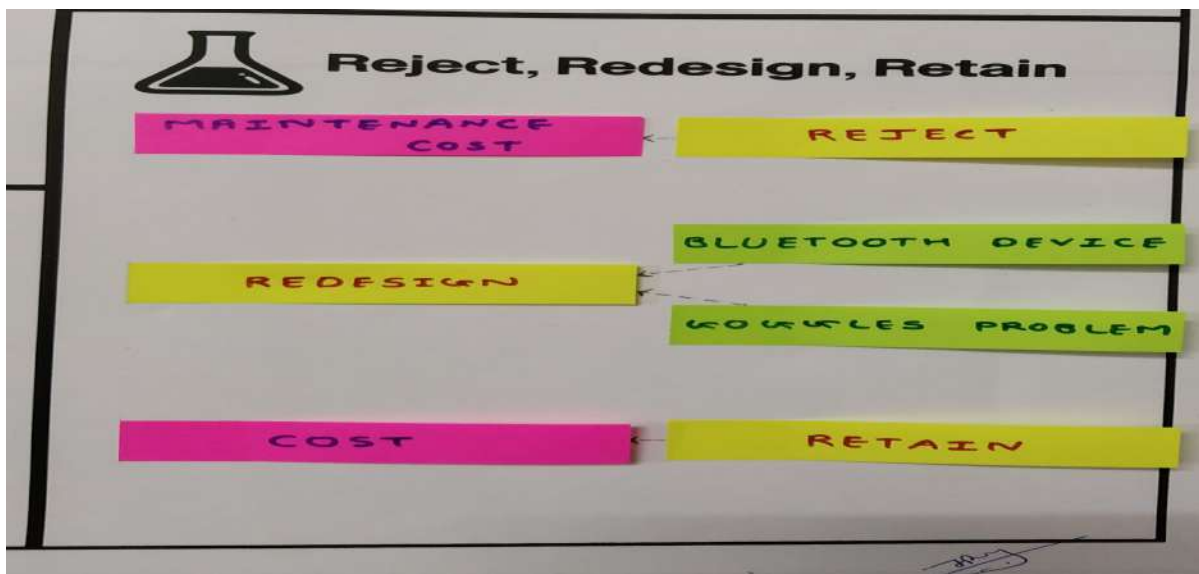 Reject, Redesign, Retain
MAINTENANCE
COST
REJECT
BLUETOOTH DEVICE
REDESIGN
GOGGLES PROBLEM
COST
RETAIN